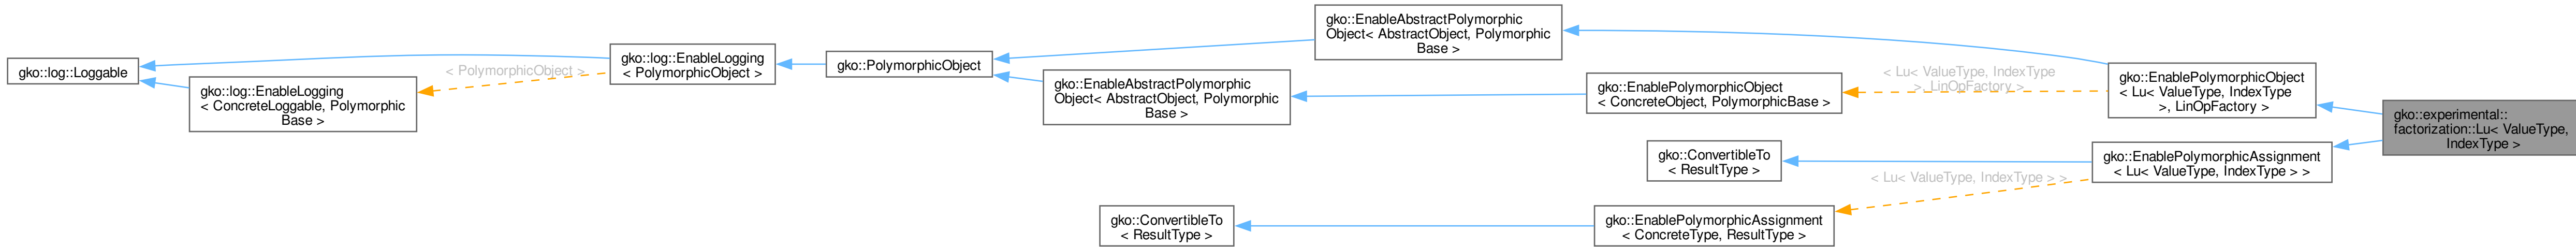 gko::log::Loggable
gko::log::EnableLogging
< ConcreteLoggable, Polymorphic
Base >
< PolymorphicObject >
gko::log::EnableLogging
< PolymorphicObject >
gko::PolymorphicObject
gko::EnableAbstractPolymorphic
Object< AbstractObject, Polymorphic
Base >
gko::EnableAbstractPolymorphic
Object< AbstractObject, Polymorphic
Base >
gko::EnablePolymorphicObject
< ConcreteObject, PolymorphicBase >
< Lu< ValueType, IndexType
>, LinOpFactory >
gko::EnablePolymorphicObject
< Lu< ValueType, IndexType
>, LinOpFactory >
gko::experimental::
factorization::Lu< ValueType,
IndexType >
gko::ConvertibleTo
< ResultType >
gko::EnablePolymorphicAssignment
< Lu< ValueType, IndexType > >
< Lu< ValueType, IndexType > >
gko::ConvertibleTo
< ResultType >
gko::EnablePolymorphicAssignment
< ConcreteType, ResultType >